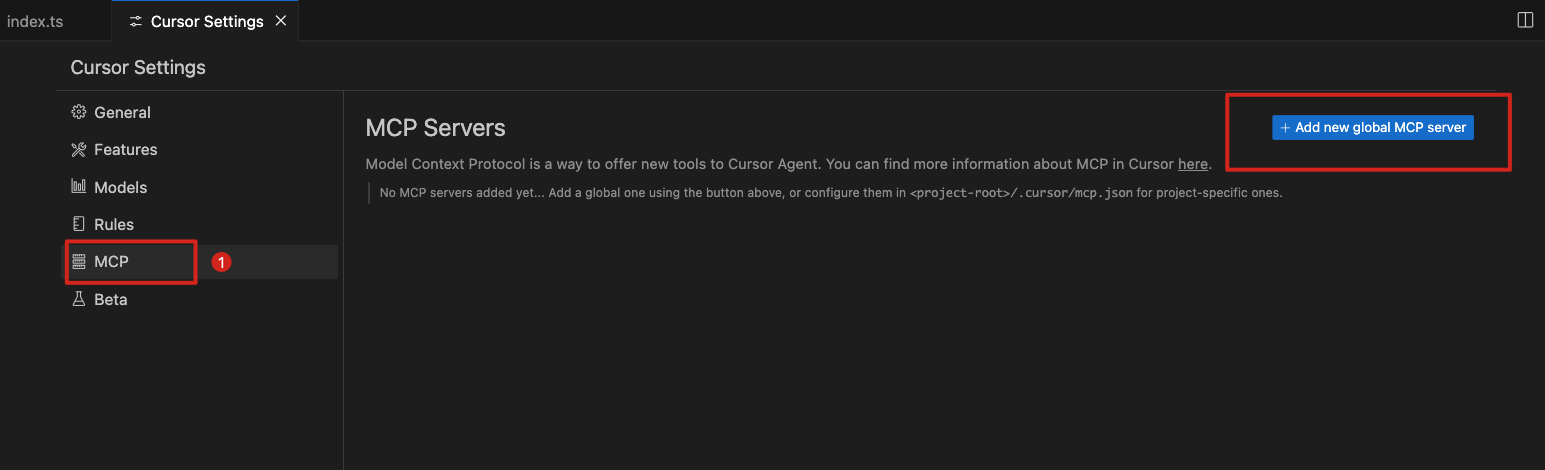 index.ts
Cursor Settings
Cursor Settings
General
Features
Models
Rules
MCP
1
Beta
MCP Servers
+ Add new global MCP server
Model Context Protocol is a way to offer new tools to Cursor Agent. You can find more information about MCP in Cursor here.
No MCP servers added yet... Add a global one using the button above, or configure them in <project-root>/.cursor/mcp.json for project-specific ones.